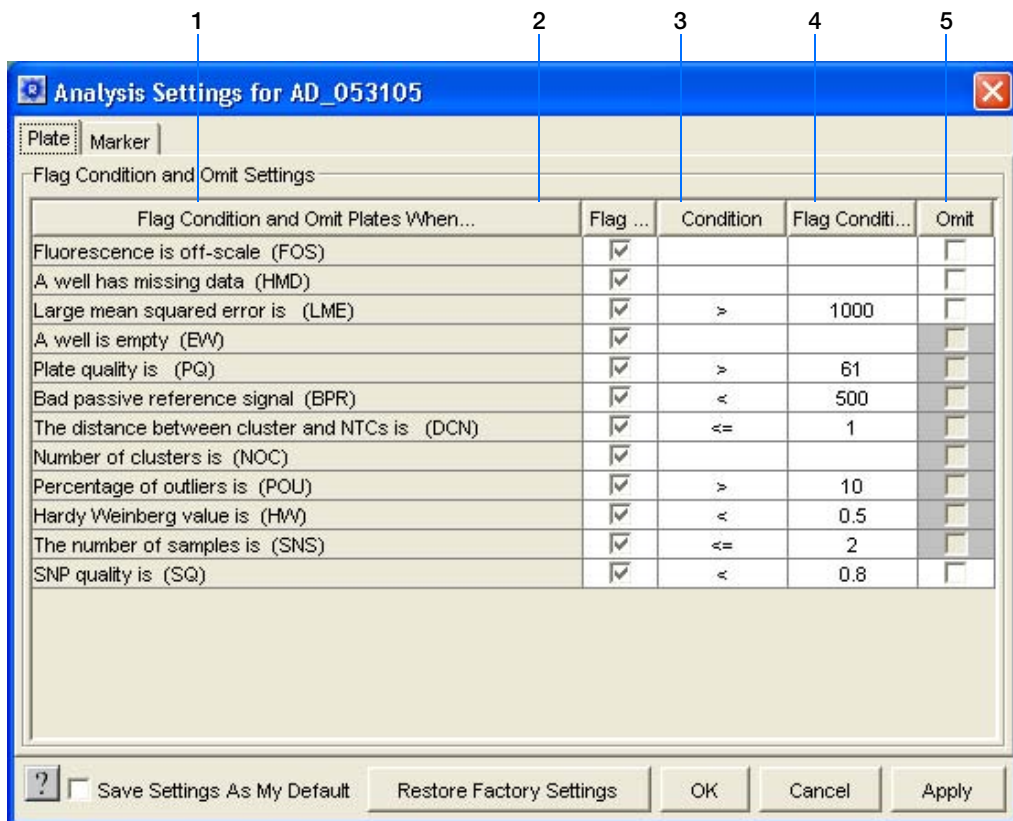 1 2 3 4 5
Analysis Settings for AD_053105
Plate Marker
Flag Condition and Omit Settings
Flag Condition and Omit Plates When... Flag ... Condition Flag Conditi... Omit
Fluorescence is off-scale (FOS)
A well has missing data (HMD)
Large mean squared error is (LME) > 1000
A well is empty (EW)
Plate quality is (PQ) > 61
Bad passive reference signal (BPR) < 500
The distance between cluster and NTCs is (DCN) <= 1
Number of clusters is (NOC)
Percentage of outliers is (POU) > 10
Hardy Weinberg value is (HW) < 0.5
The number of samples is (SNS) <= 2
SNP quality is (SQ) < 0.8
? Save Settings As My Default Restore Factory Settings OK Cancel Apply